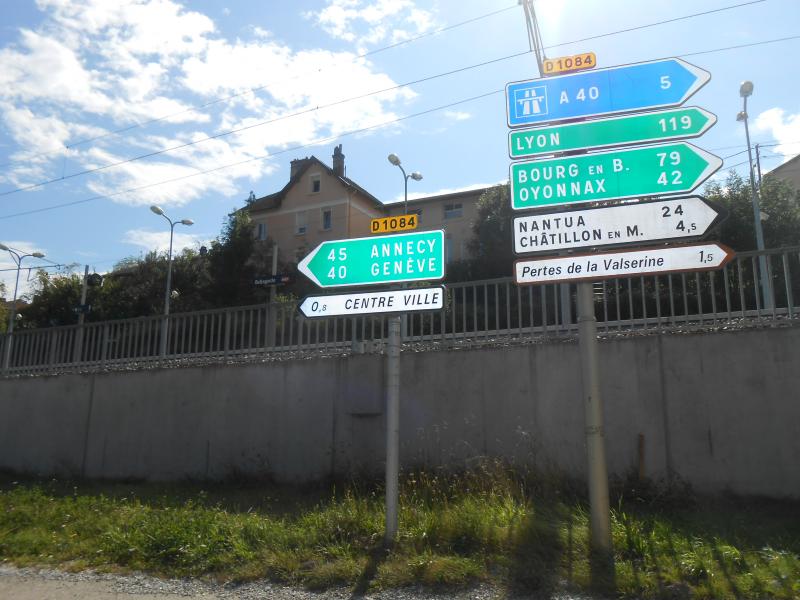 D1084
45 ANNECY
40 GENÈVE
0,8 CENTRE VILLE
D1084
A 40 5
LYON 119
BOURG EN B. 79
OYONNAX 42
NANTUA 24
CHÂTILLON EN M. 4,5
Pertes de la Valserine 1,5
Bellegarde